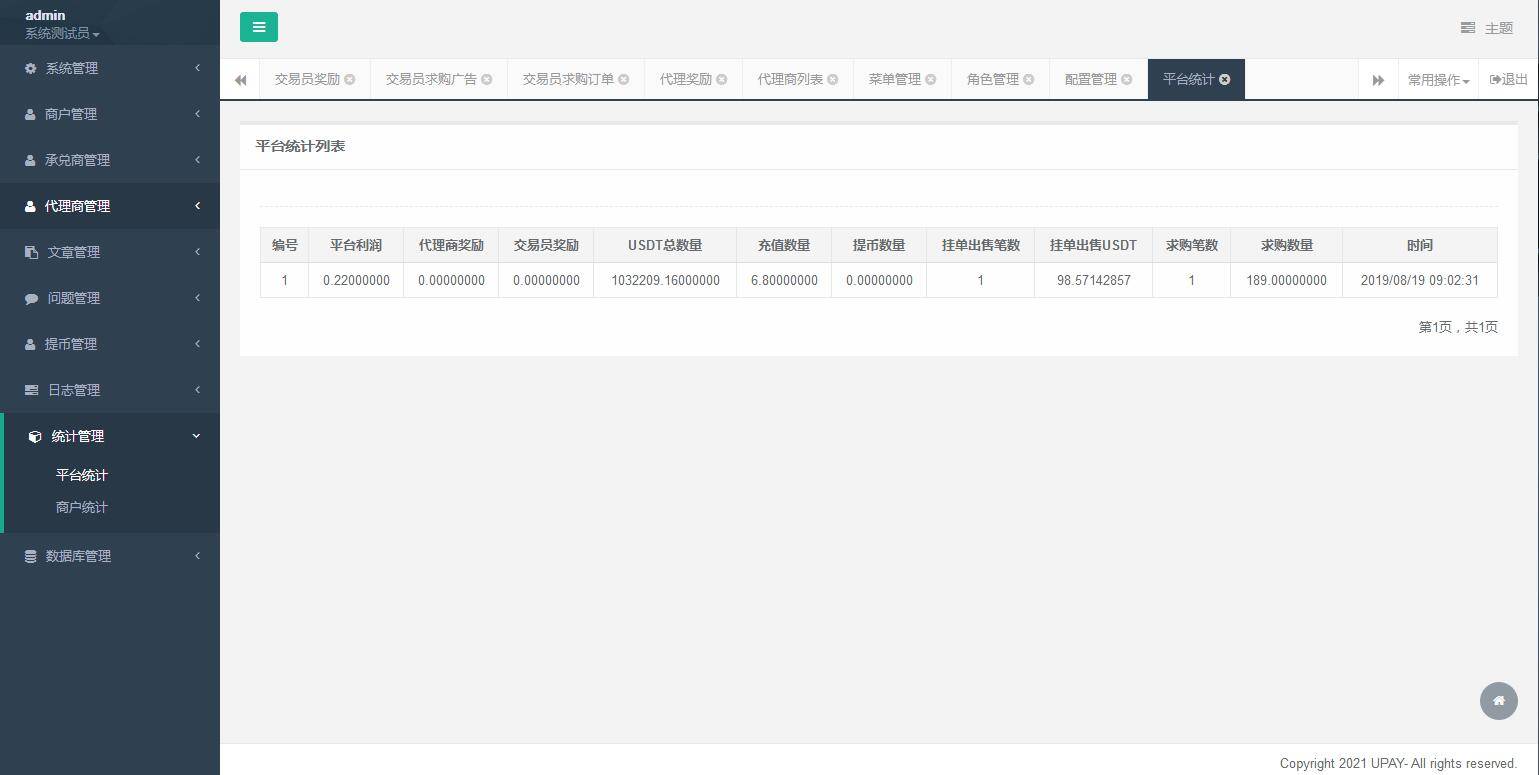 admin
系统测试员
系统管理
商户管理
承兑商管理
代理商管理
文章管理
问题管理
提币管理
日志管理
统计管理
平台统计
商户统计
数据库管理
主题
交易员奖励 交易员求购广告 交易员求购订单 代理奖励 代理商列表 菜单管理 角色管理 配置管理 平台统计 常用操作 退出
平台统计列表
编号 平台利润 代理商奖励 交易员奖励 USDT总数量 充值数量 提币数量 挂单出售笔数 挂单出售USDT 求购笔数 求购数量 时间
1 0.22000000 0.00000000 0.00000000 1032209.16000000 6.80000000 0.00000000 1 98.57142857 1 189.00000000 2019/08/19 09:02:31
第1页，共1页
Copyright 2021 UPAY- All rights reserved.